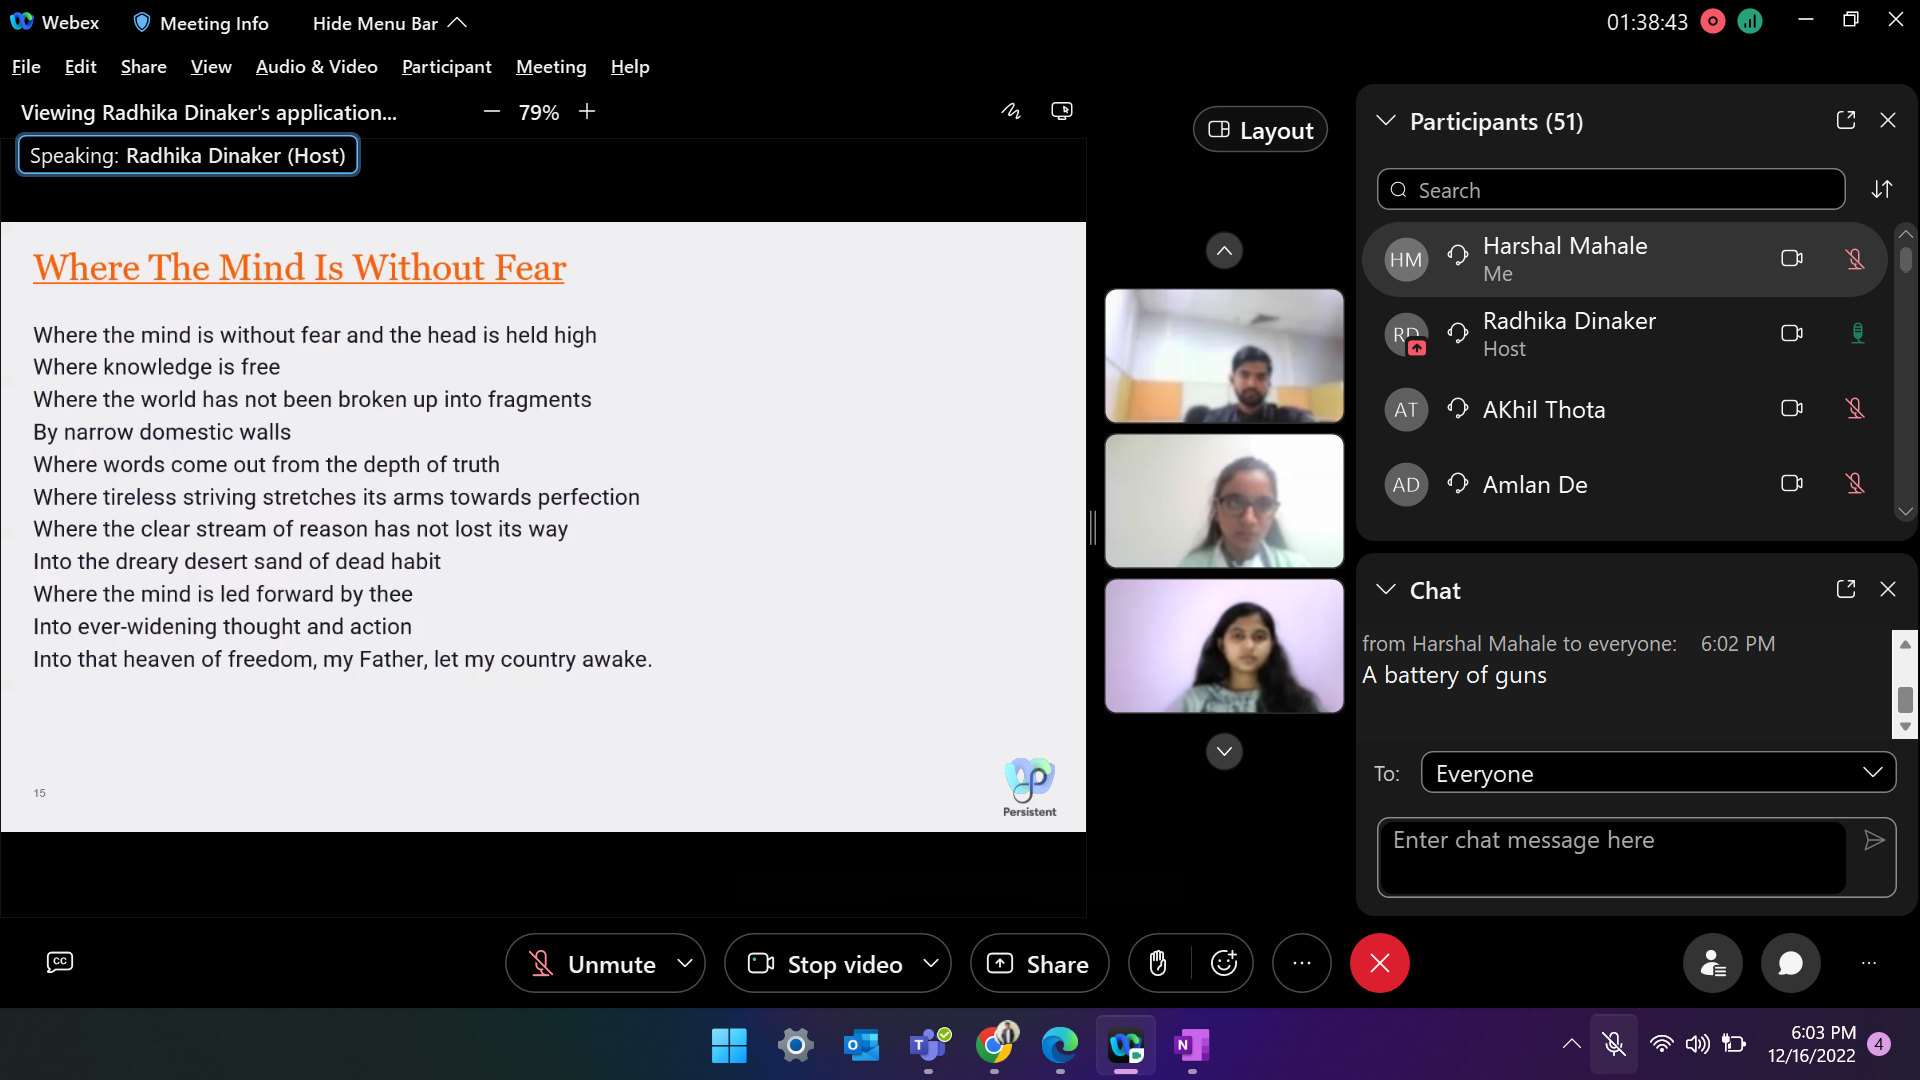 Webex
Meeting Info
Hide Menu Bar
01:38:43
File Edit Share View Audio & Video Participant Meeting Help
Viewing Radhika Dinaker's application...
79%
Speaking: Radhika Dinaker (Host)
Layout
Where The Mind Is Without Fear
Where the mind is without fear and the head is held high
Where knowledge is free
Where the world has not been broken up into fragments
By narrow domestic walls
Where words come out from the depth of truth
Where tireless striving stretches its arms towards perfection
Where the clear stream of reason has not lost its way
Into the dreary desert sand of dead habit
Where the mind is led forward by thee
Into ever-widening thought and action
Into that heaven of freedom, my Father, let my country awake.
15
Persistent
Participants (51)
Search
HM
Harshal Mahale
Me
RD
Radhika Dinaker
Host
AT
AKhil Thota
AD
Amlan De
Chat
from Harshal Mahale to everyone: 6:02 PM
A battery of guns
To:
Everyone
Enter chat message here
CC
Unmute
Stop video
Share
6:03 PM
12/16/2022
4